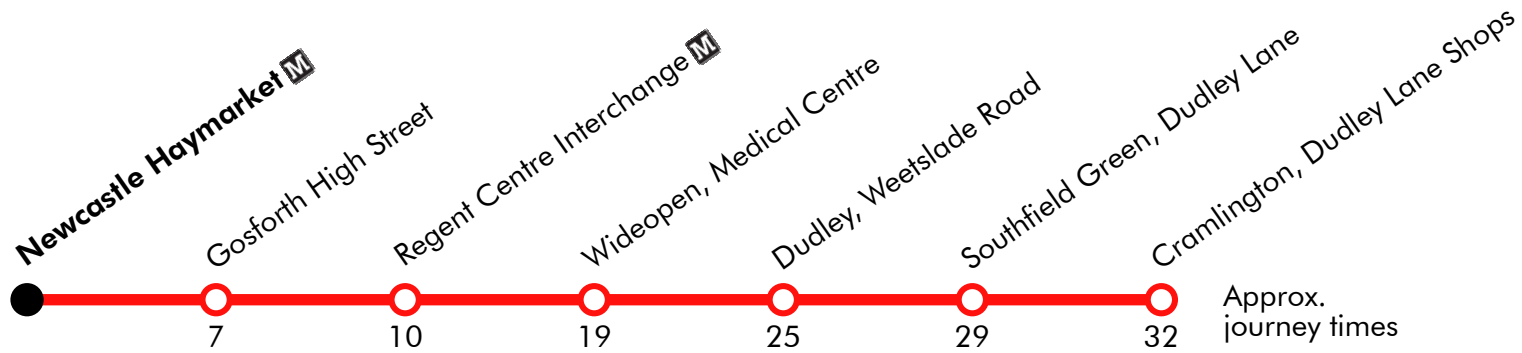 Newcastle Haymarket M
Gosforth High Street
Regent Centre Interchange M
Wideopen, Medical Centre
Dudley, Weetslade Road
Southfield Green, Dudley Lane
Cramlington, Dudley Lane Shops
7
10
19
25
29
32
Approx.
journey times